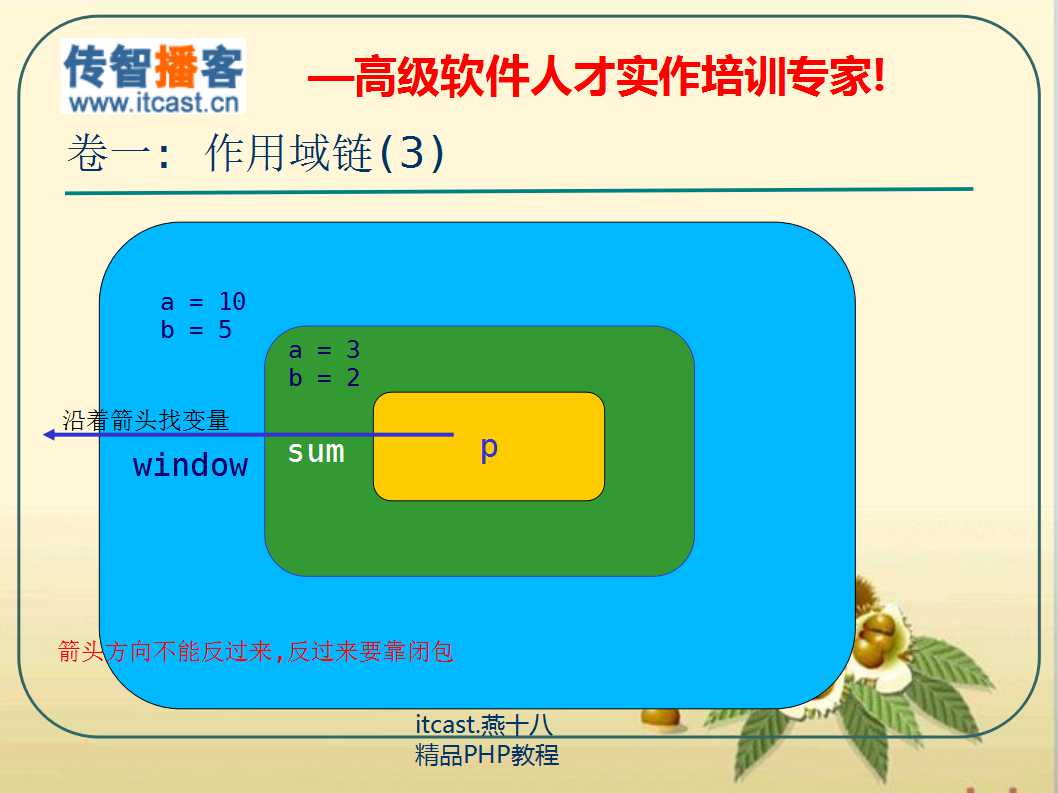 传智播客
www.itcast.cn
—高级软件人才实作培训专家!
卷一: 作用域链(3)
a = 10
b = 5
a = 3
b = 2
沿着箭头找变量
window
sum
p
箭头方向不能反过来,反过来要靠闭包
itcast.燕十八
精品PHP教程